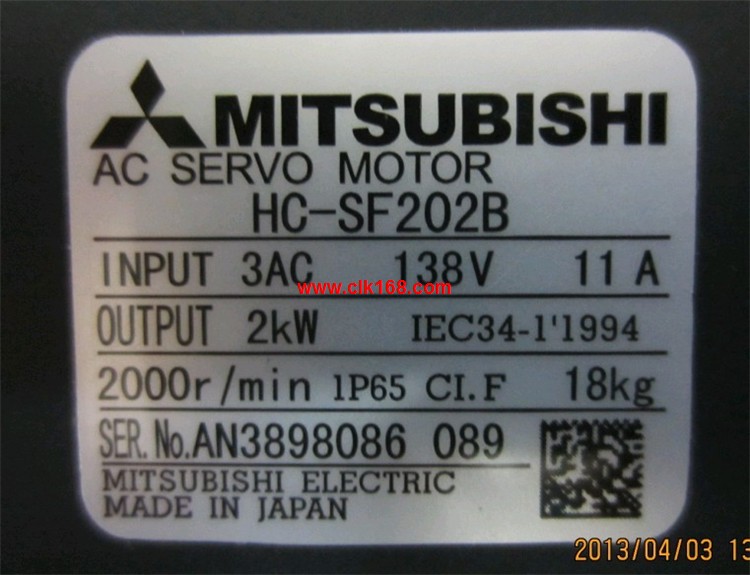 MITSUBISHI
AC SERVO MOTOR
HC-SF202B
INPUT 3AC 138V 11 A
www.clk168.com
OUTPUT 2kW IEC34-1'1994
2000r/min 1P65 CI.F 18kg
SER.No.AN3898086 089
MITSUBISHI ELECTRIC
MADE IN JAPAN
2013/04/03 13